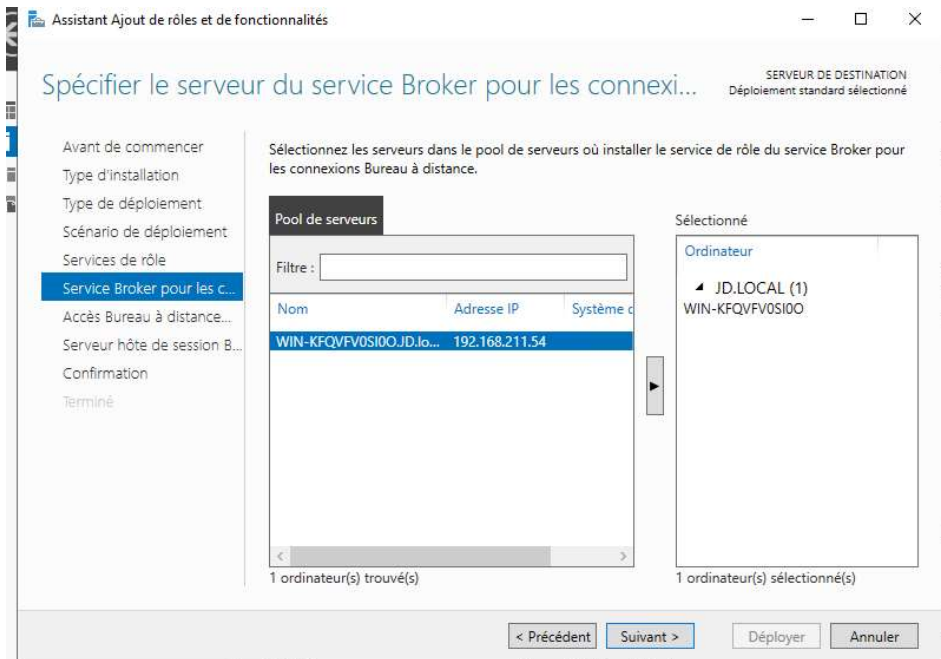 Assistant Ajout de rôles et de fonctionnalités
Spécifier le serveur du service Broker pour les connexi...
SERVEUR DE DESTINATION
Déploiement standard sélectionné
Avant de commencer
Type d'installation
Type de déploiement
Scénario de déploiement
Services de rôle
Service Broker pour les c...
Accès Bureau à distance...
Serveur hôte de session B...
Confirmation
Terminé
Sélectionnez les serveurs dans le pool de serveurs où installer le service de rôle du service Broker pour
les connexions Bureau à distance.
Pool de serveurs
Filtre :
Nom Adresse IP Système d
WIN-KFQVFV0SI0O.JD.lo... 192.168.211.54
1 ordinateur(s) trouvé(s)
Sélectionné
Ordinateur
JD.LOCAL (1)
WIN-KFQVFV0SI0O
1 ordinateur(s) sélectionné(s)
< Précédent Suivant > Déployer Annuler